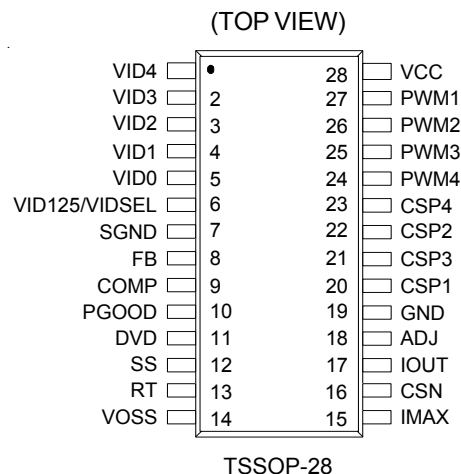 (TOP VIEW)
VID4 28 VCC
VID3 2 27 PWM1
VID2 3 26 PWM2
VID1 4 25 PWM3
VID0 5 24 PWM4
VID125/VIDSEL 6 23 CSP4
SGND 7 22 CSP2
FB 8 21 CSP3
COMP 9 20 CSP1
PGOOD 10 19 GND
DVD 11 18 ADJ
SS 12 17 IOUT
RT 13 16 CSN
VOSS 14 15 IMAX
TSSOP-28